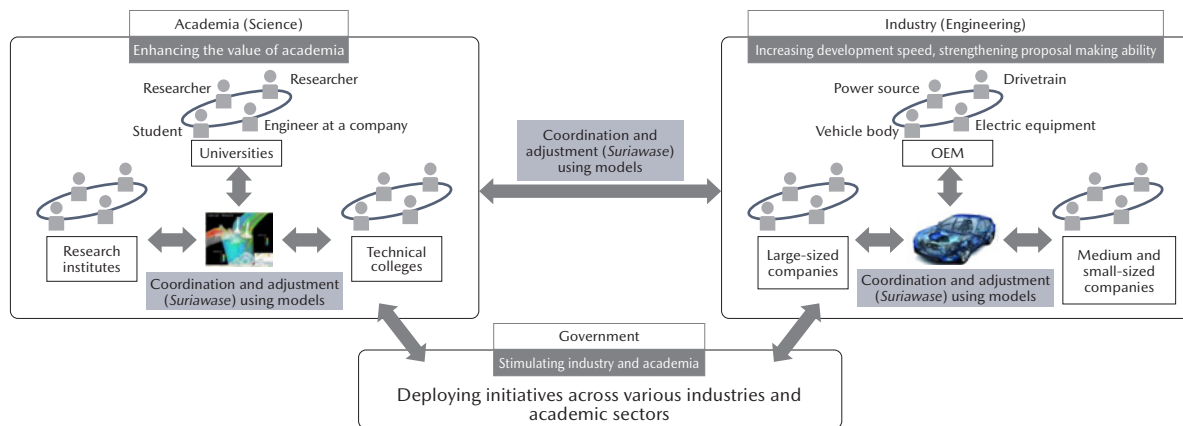 Academia (Science)
Enhancing the value of academia
Researcher
Researcher
Student
Engineer at a company
Universities
Research
institutes
Technical
colleges
Coordination and adjustment
(Suriawase) using models
Coordination and
adjustment (Suriawase)
using models
Industry (Engineering)
Increasing development speed, strengthening proposal making ability
Power source
Drivetrain
Vehicle body
Electric equipment
OEM
Large-sized
companies
Medium and
small-sized
companies
Coordination and adjustment
(Suriawase) using models
Government
Stimulating industry and academia
Deploying initiatives across various industries and
academic sectors